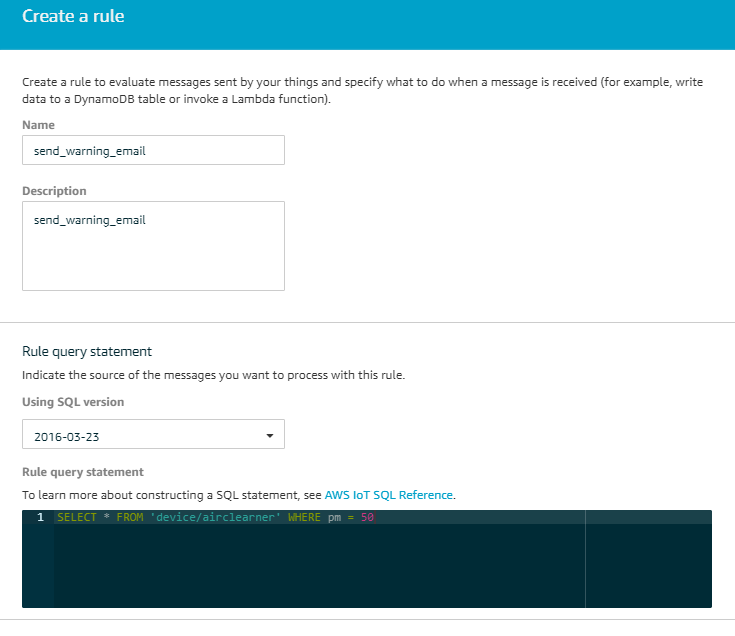 Create a rule
Create a rule to evaluate messages sent by your things and specify what to do when a message is received (for example, write
data to a DynamoDB table or invoke a Lambda function).
Name
send_warning_email
Description
send_warning_email
Rule query statement
Indicate the source of the messages you want to process with this rule.
Using SQL version
2016-03-23
Rule query statement
To learn more about constructing a SQL statement, see AWS IoT SQL Reference.
1 SELECT * FROM 'device/airclearner' WHERE pm = 50